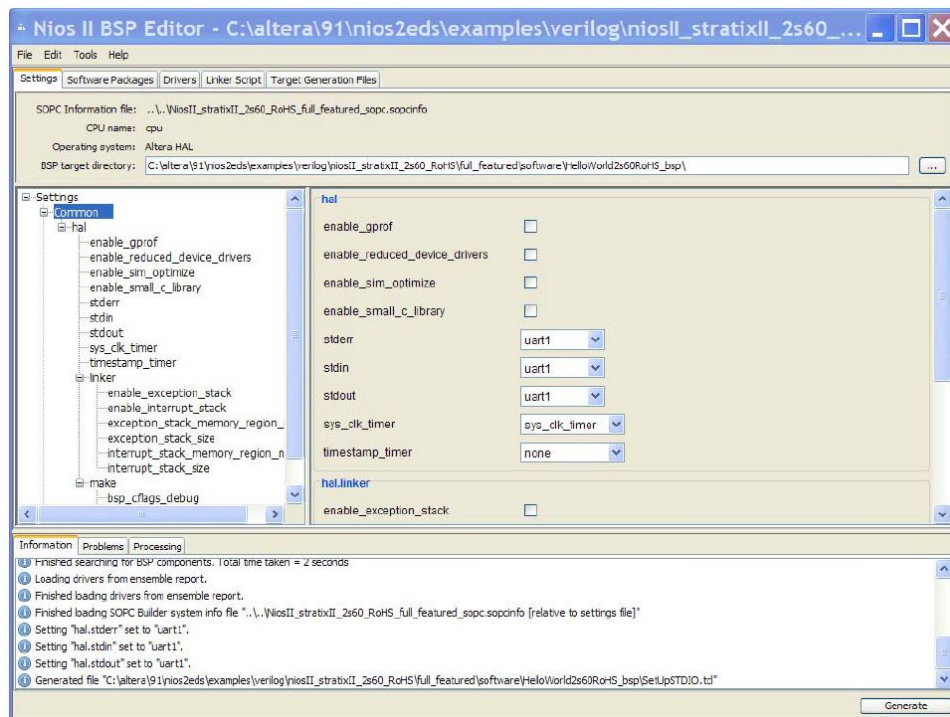 Nios II BSP Editor - C:\altera\91\nios2eds\examples\verilog\niosII_stratixII_2s60_...
File Edit Tools Help
Settings Software Packages Drivers Linker Script Target Generation Files
SOPC Information file: ..\..\NiosII_stratixII_2s60_RoHS_full_featured_sopc.sopcinfo
CPU name: cpu
Operating system: Altera HAL
BSP target directory: C:\altera\91\nios2eds\examples\verilog\niosII_stratixII_2s60_RoHS\full_featured\software\HelloWorld2s60RoHS_bsp\ ...
Settings
Common
hal
enable_gprof
enable_reduced_device_drivers
enable_sim_optimize
enable_small_c_library
stderr
stdin
stdout
sys_clk_timer
timestamp_timer
linker
enable_exception_stack
enable_interrupt_stack
exception_stack_memory_region_
exception_stack_size
interrupt_stack_memory_region_n
interrupt_stack_size
make
bsp_cflags_debug
hal
enable_gprof
enable_reduced_device_drivers
enable_sim_optimize
enable_small_c_library
stderr uart1
stdin uart1
stdout uart1
sys_clk_timer sys_clk_timer
timestamp_timer none
hal.linker
enable_exception_stack
Information Problems Processing
Finished searching for BSP components. Total time taken = 2 seconds
Loading drivers from ensemble report.
Finished loading drivers from ensemble report.
Finished loading SOPC Builder system info file "..\..\NiosII_stratixII_2s60_RoHS_full_featured_sopc.sopcinfo [relative to settings file]"
Setting "hal.stderr" set to "uart1".
Setting "hal.stdin" set to "uart1".
Setting "hal.stdout" set to "uart1".
Generated file "C:\altera\91\nios2eds\examples\verilog\niosII_stratixII_2s60_RoHS\full_featured\software\HelloWorld2s60RoHS_bsp\SetUpSTDIO.tcl"
Generate